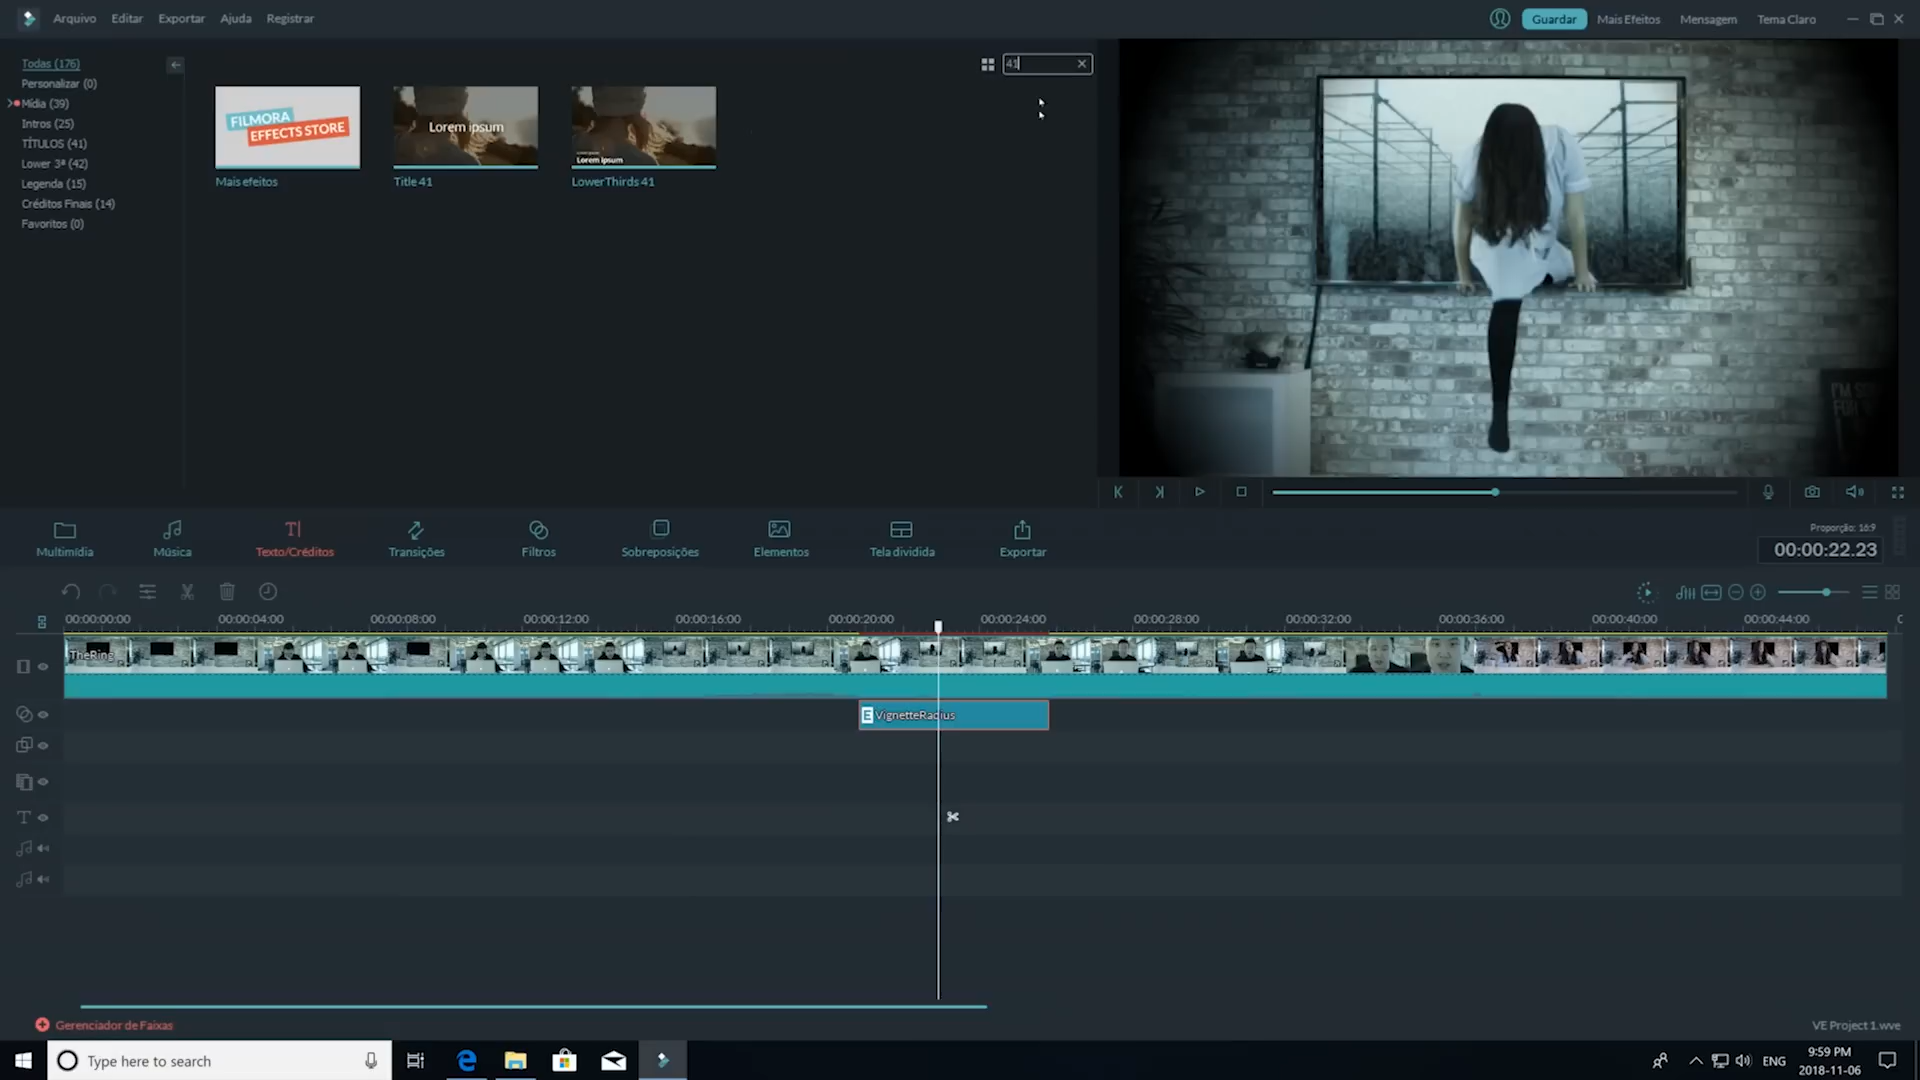 Arquivo Editar Exportar Ajuda Registrar
Guardar Mais Efeitos Mensagem Tema Claro
Todas (176)
Personalizar (0)
Mídia (39)
Intros (25)
TÍTULOS (41)
Lower 3ª (42)
Legenda (15)
Créditos Finais (14)
Favoritos (0)
41
FILMORA
EFFECTS STORE
Mais efeitos
Lorem ipsum
Title 41
Lorem ipsum
LowerThirds 41
I'M SO
FOR
Multimídia Música Texto/Créditos Transições Filtros Sobreposições Elementos Tela dividida Exportar
Proporção: 16:9
00:00:22.23
00:00:00:00 00:00:04:00 00:00:08:00 00:00:12:00 00:00:16:00 00:00:20:00 00:00:24:00 00:00:28:00 00:00:32:00 00:00:36:00 00:00:40:00 00:00:44:00
TheRing
E VignetteRadius
Gerenciador de Faixas
VE Project 1.wve
Type here to search
ENG
9:59 PM
2018-11-06